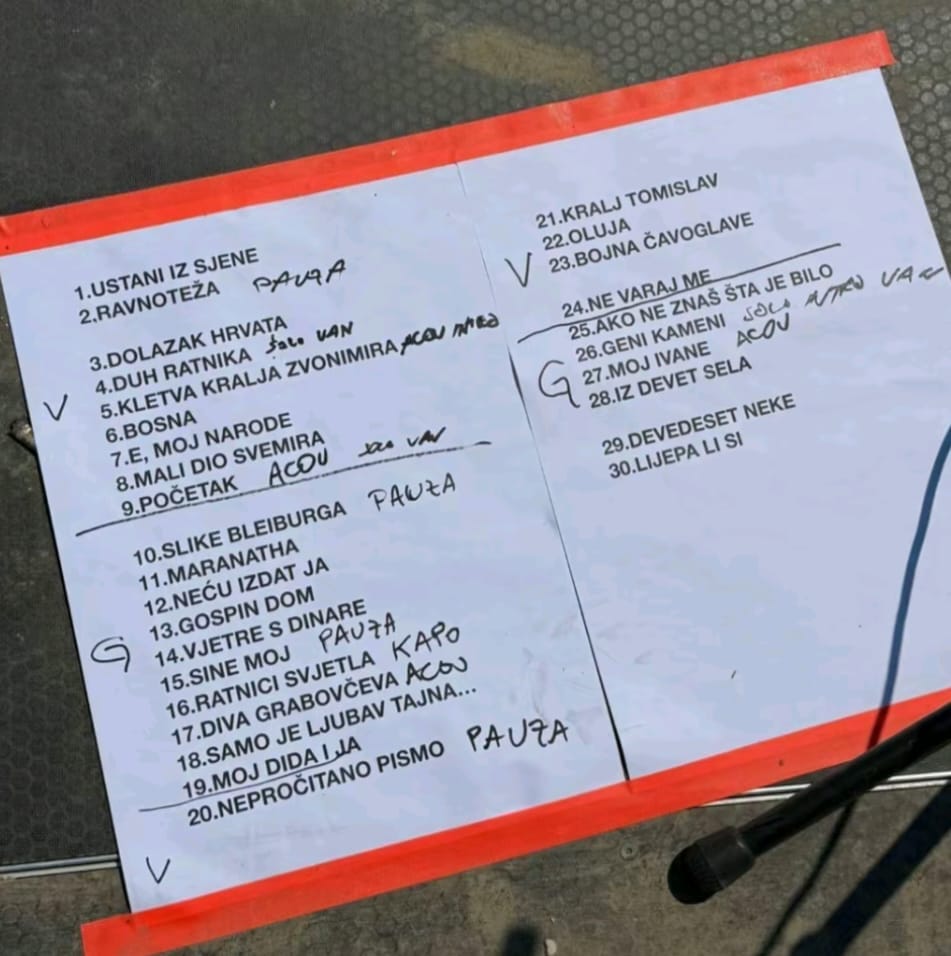 1.USTANI IZ SJENE
2.RAVNOTEŽA PAUZA
3.DOLAZAK HRVATA
4.DUH RATNIKA SOLO VAN
V 5.KLETVA KRALJA ZVONIMIRA ACOU INTRO
6.BOSNA
7.E, MOJ NARODE
8.MALI DIO SVEMIRA
9.POČETAK ACOU SOLO VAN
10.SLIKE BLEIBURGA PAUZA
11.MARANATHA
12.NEĆU IZDAT JA
13.GOSPIN DOM
G 14.VJETRE S DINARE
15.SINE MOJ PAUZA
16.RATNICI SVJETLA KAPO
17.DIVA GRABOVČEVA ACOU
18.SAMO JE LJUBAV TAJNA...
19.MOJ DIDA I JA
20.NEPROČITANO PISMO PAUZA
V
21.KRALJ TOMISLAV
22.OLUJA
V 23.BOJNA ČAVOGLAVE
24.NE VARAJ ME
25.AKO NE ZNAŠ ŠTA JE BILO
26.GENI KAMENI SOLO INTRO VAN
G 27.MOJ IVANE ACOU
28.IZ DEVET SELA
29.DEVEDESET NEKE
30.LIJEPA LI SI